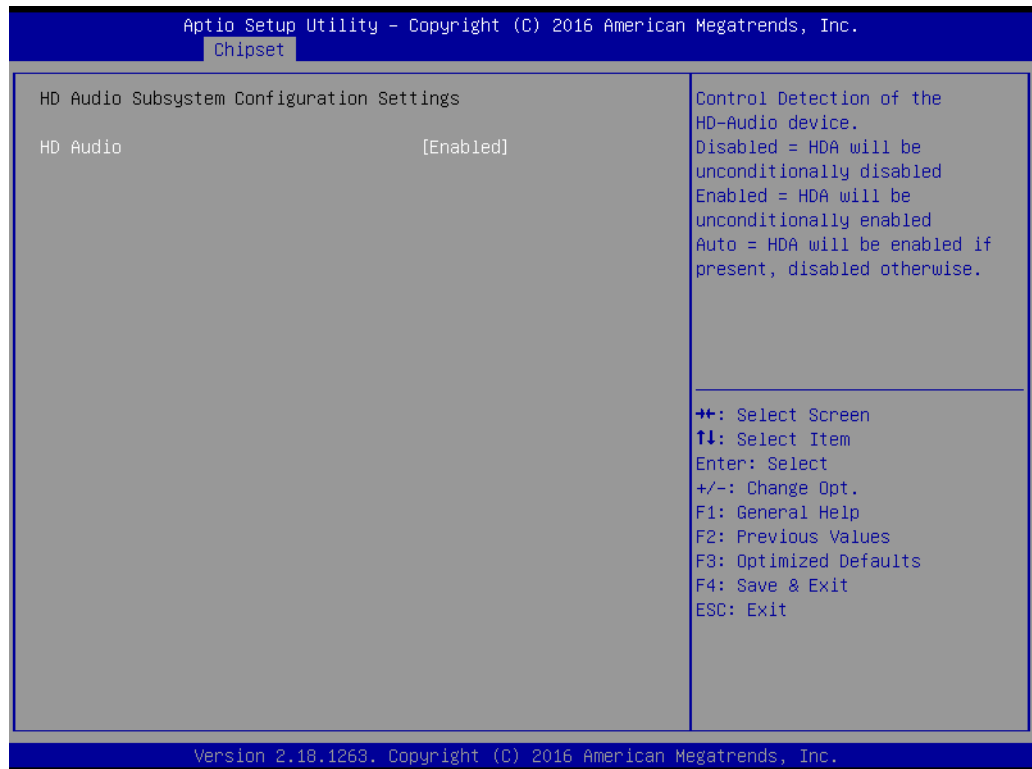 Aptio Setup Utility – Copyright (C) 2016 American Megatrends, Inc.
Chipset
HD Audio Subsystem Configuration Settings
HD Audio [Enabled]
Control Detection of the
HD-Audio device.
Disabled = HDA will be
unconditionally disabled
Enabled = HDA will be
unconditionally enabled
Auto = HDA will be enabled if
present, disabled otherwise.
→←: Select Screen
↑↓: Select Item
Enter: Select
+/-: Change Opt.
F1: General Help
F2: Previous Values
F3: Optimized Defaults
F4: Save & Exit
ESC: Exit
Version 2.18.1263. Copyright (C) 2016 American Megatrends, Inc.